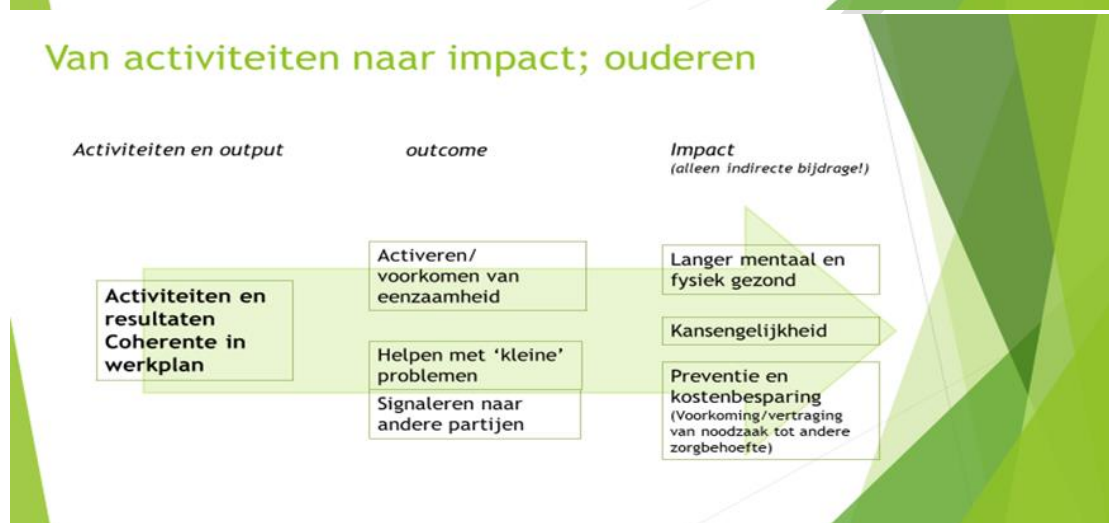 Van activiteiten naar impact; ouderen
Activiteiten en output
outcome
Impact
(alleen indirecte bijdrage!)
Activiteiten en
resultaten
Coherente in
werkplan
Activeren/
voorkomen van
eenzaamheid
Helpen met ‘kleine’
problemen
Signaleren naar
andere partijen
Langer mentaal en
fysiek gezond
Kansengelijkheid
Preventie en
kostenbesparing
(Voorkoming/vertraging
van noodzaak tot andere
zorgbehoefte)